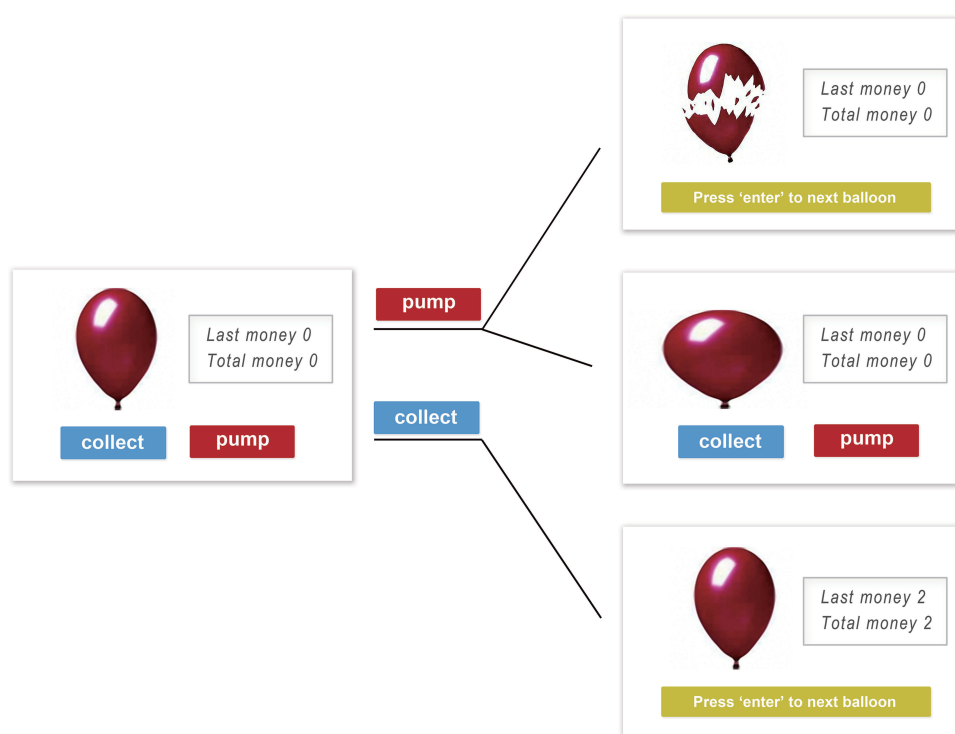 Last money 0
Total money 0
collect
pump
pump
collect
Last money 0
Total money 0
Press ‘enter’ to next balloon
Last money 0
Total money 0
collect
pump
Last money 2
Total money 2
Press ‘enter’ to next balloon